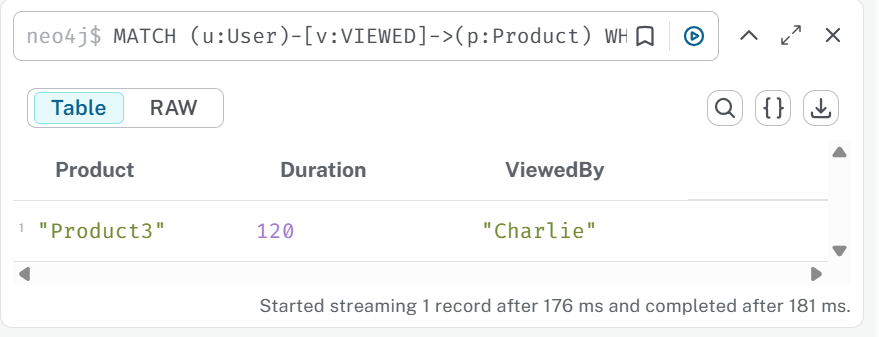 neo4j$ MATCH (u:User)-[v:VIEWED]->(p:Product) WH
Table RAW
Product Duration ViewedBy
1 "Product3" 120 "Charlie"
Started streaming 1 record after 176 ms and completed after 181 ms.